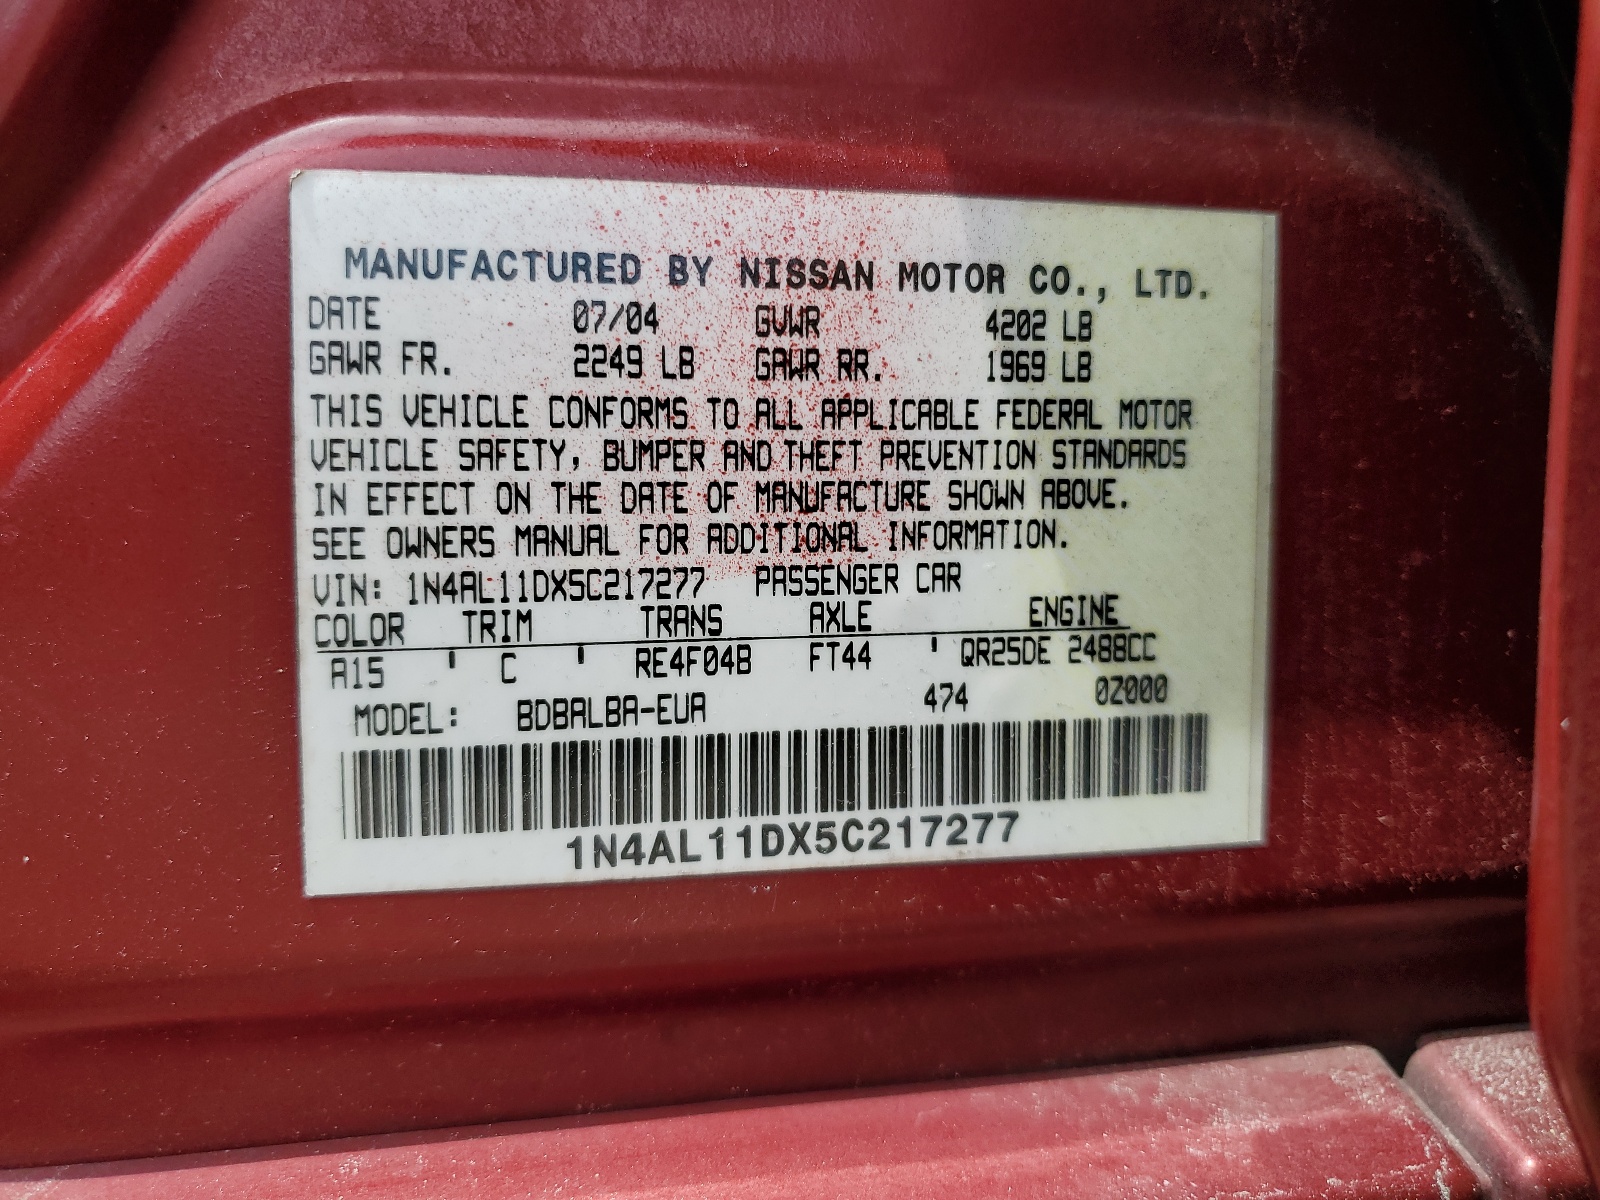 MANUFACTURED BY NISSAN MOTOR CO., LTD.
DATE 07/04 GVWR 4202 LB
GAWR FR. 2249 LB GAWR RR. 1969 LB
THIS VEHICLE CONFORMS TO ALL APPLICABLE FEDERAL MOTOR
VEHICLE SAFETY, BUMPER AND THEFT PREVENTION STANDARDS
IN EFFECT ON THE DATE OF MANUFACTURE SHOWN ABOVE.
SEE OWNERS MANUAL FOR ADDITIONAL INFORMATION.
VIN: 1N4AL11DX5C217277 PASSENGER CAR
COLOR TRIM TRANS AXLE ENGINE
A15 ' C ' RE4F04B FT44 ' QR25DE 2488CC
MODEL: BDBALBA-EUA 474 0Z000
1N4AL11DX5C217277